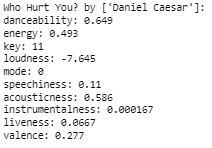 Who Hurt You? by ['Daniel Caesar']:
danceability: 0.649
energy: 0.493
key: 11
loudness: -7.645
mode: 0
speechiness: 0.11
acousticness: 0.586
instrumentalness: 0.000167
liveness: 0.0667
valence: 0.277